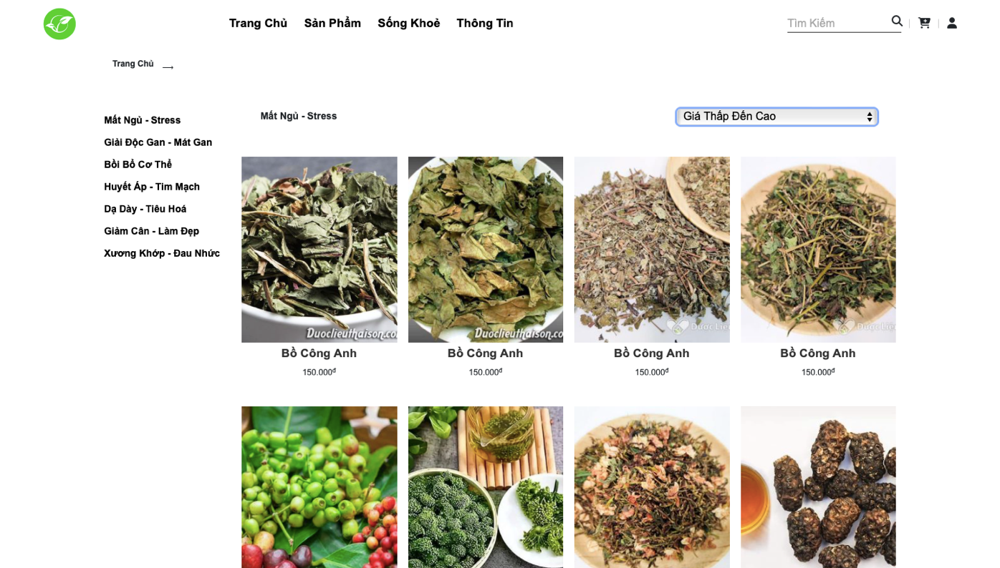 Trang Chủ Sản Phẩm Sống Khoẻ Thông Tin Tìm Kiếm
Trang Chủ
Mất Ngủ - Stress
Giải Độc Gan - Mát Gan
Bồi Bổ Cơ Thể
Huyết Áp - Tim Mạch
Dạ Dày - Tiêu Hoá
Giảm Cân - Làm Đẹp
Xương Khớp - Đau Nhức
Mất Ngủ - Stress Giá Thấp Đến Cao
Duoclieuthaison.co Duoclieuthaison.co Dược Liệ Dược Liệ
Bồ Công Anh Bồ Công Anh Bồ Công Anh Bồ Công Anh
150.000đ 150.000đ 150.000đ 150.000đ